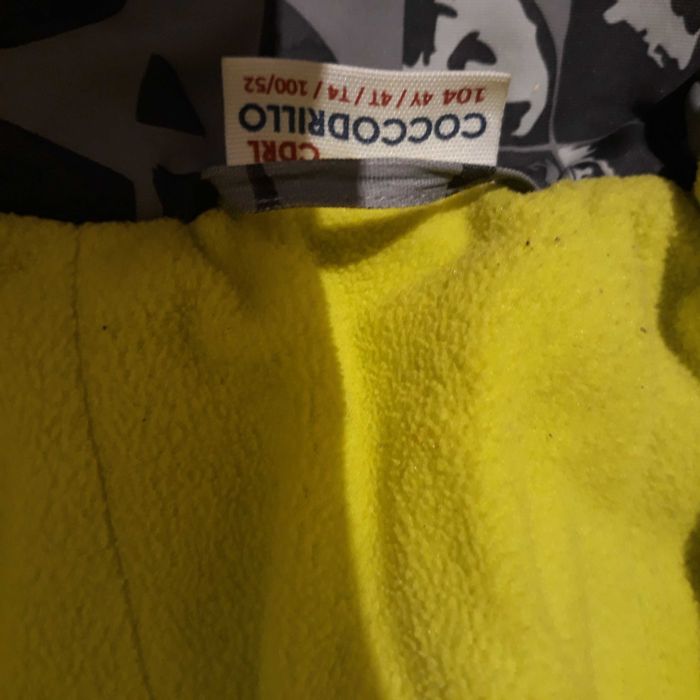 CDRL
COCCODRILLO
104 4Y / 4T / T4 / 100/52